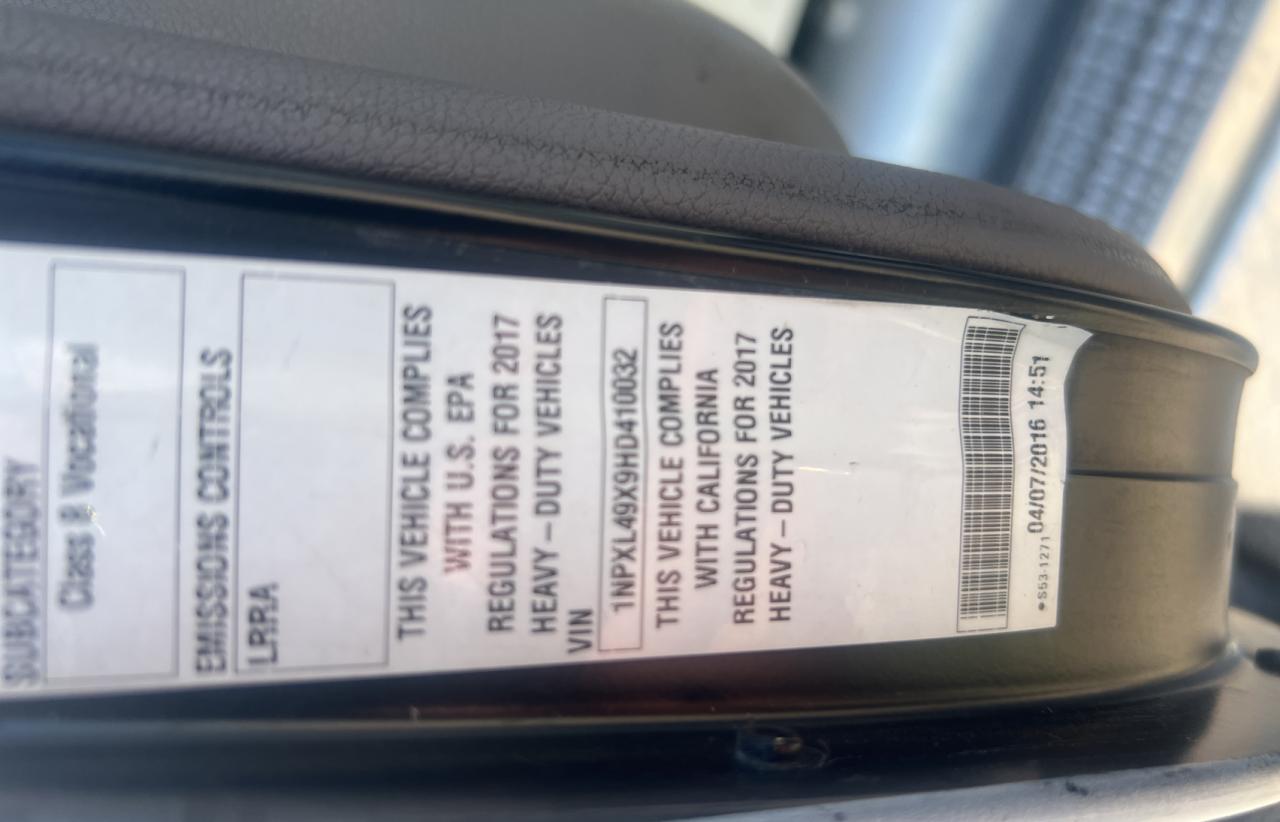 SUBCATEGORY
Class 8 Vocational
EMISSIONS CONTROLS
LRRA
THIS VEHICLE COMPLIES
WITH U.S. EPA
REGULATIONS FOR 2017
HEAVY-DUTY VEHICLES
VIN
1NPXL49X9HD410032
THIS VEHICLE COMPLIES
WITH CALIFORNIA
REGULATIONS FOR 2017
HEAVY-DUTY VEHICLES
•S53-1271 04/07/2016 14:51